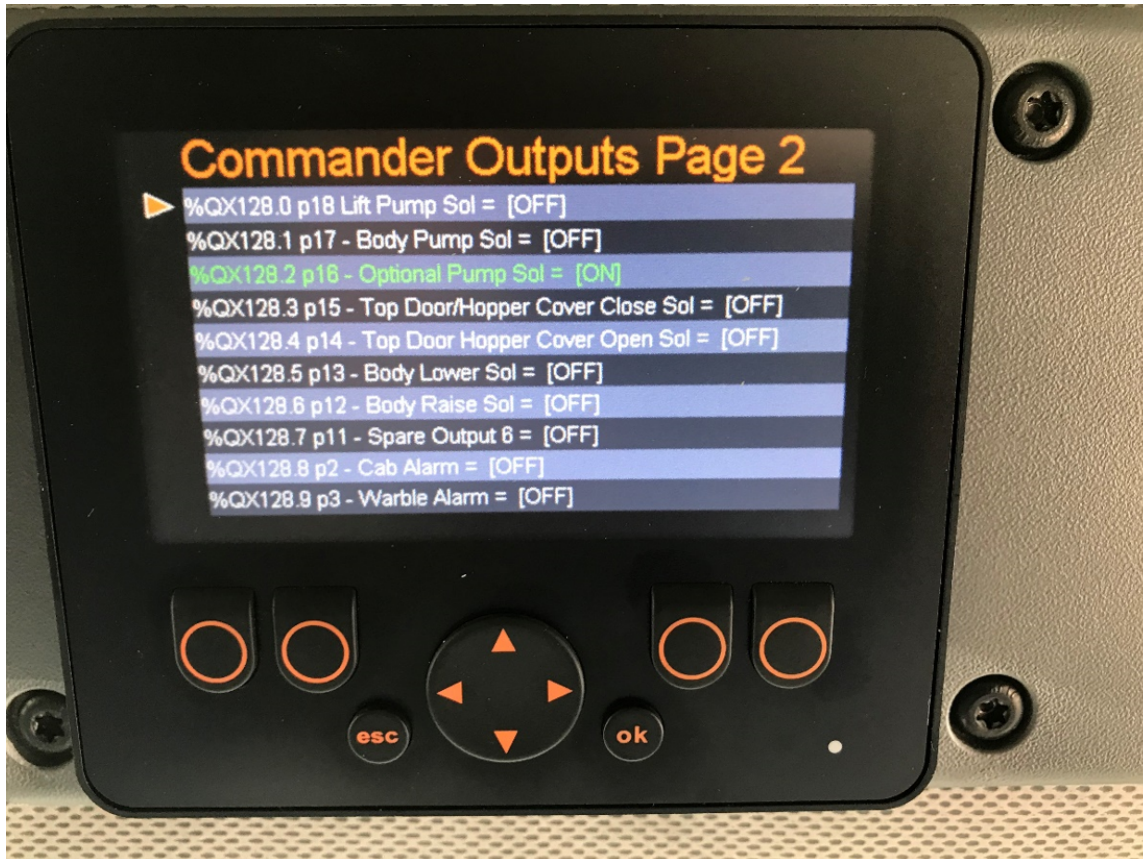 Commander Outputs Page 2
%QX128.0 p18 Lift Pump Sol = [OFF]
%QX128.1 p17 - Body Pump Sol = [OFF]
%QX128.2 p16 - Optional Pump Sol = [ON]
%QX128.3 p15 - Top Door/Hopper Cover Close Sol = [OFF]
%QX128.4 p14 - Top Door Hopper Cover Open Sol = [OFF]
%QX128.5 p13 - Body Lower Sol = [OFF]
%QX128.6 p12 - Body Raise Sol = [OFF]
%QX128.7 p11 - Spare Output 6 = [OFF]
%QX128.8 p2 - Cab Alarm = [OFF]
%QX128.9 p3 - Warble Alarm = [OFF]
esc
ok